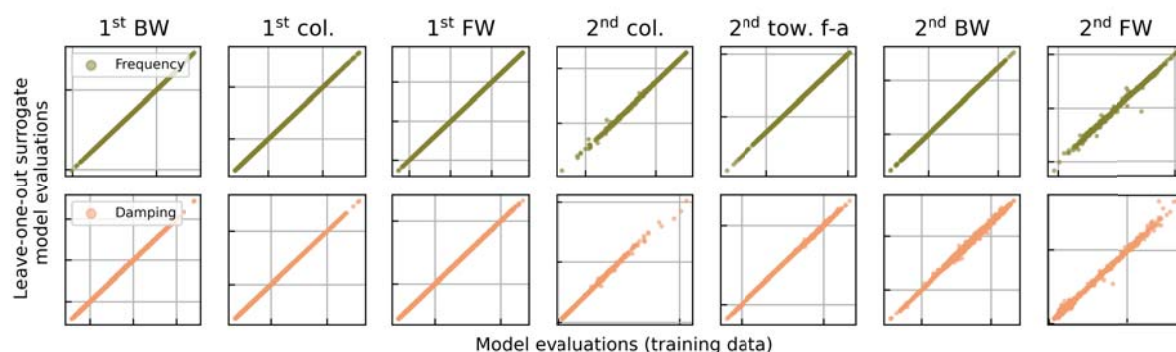 1st BW 1st col. 1st FW 2nd col. 2nd tow. f-a 2nd BW 2nd FW
Frequency
Leave-one-out surrogate
model evaluations
Damping
Model evaluations (training data)